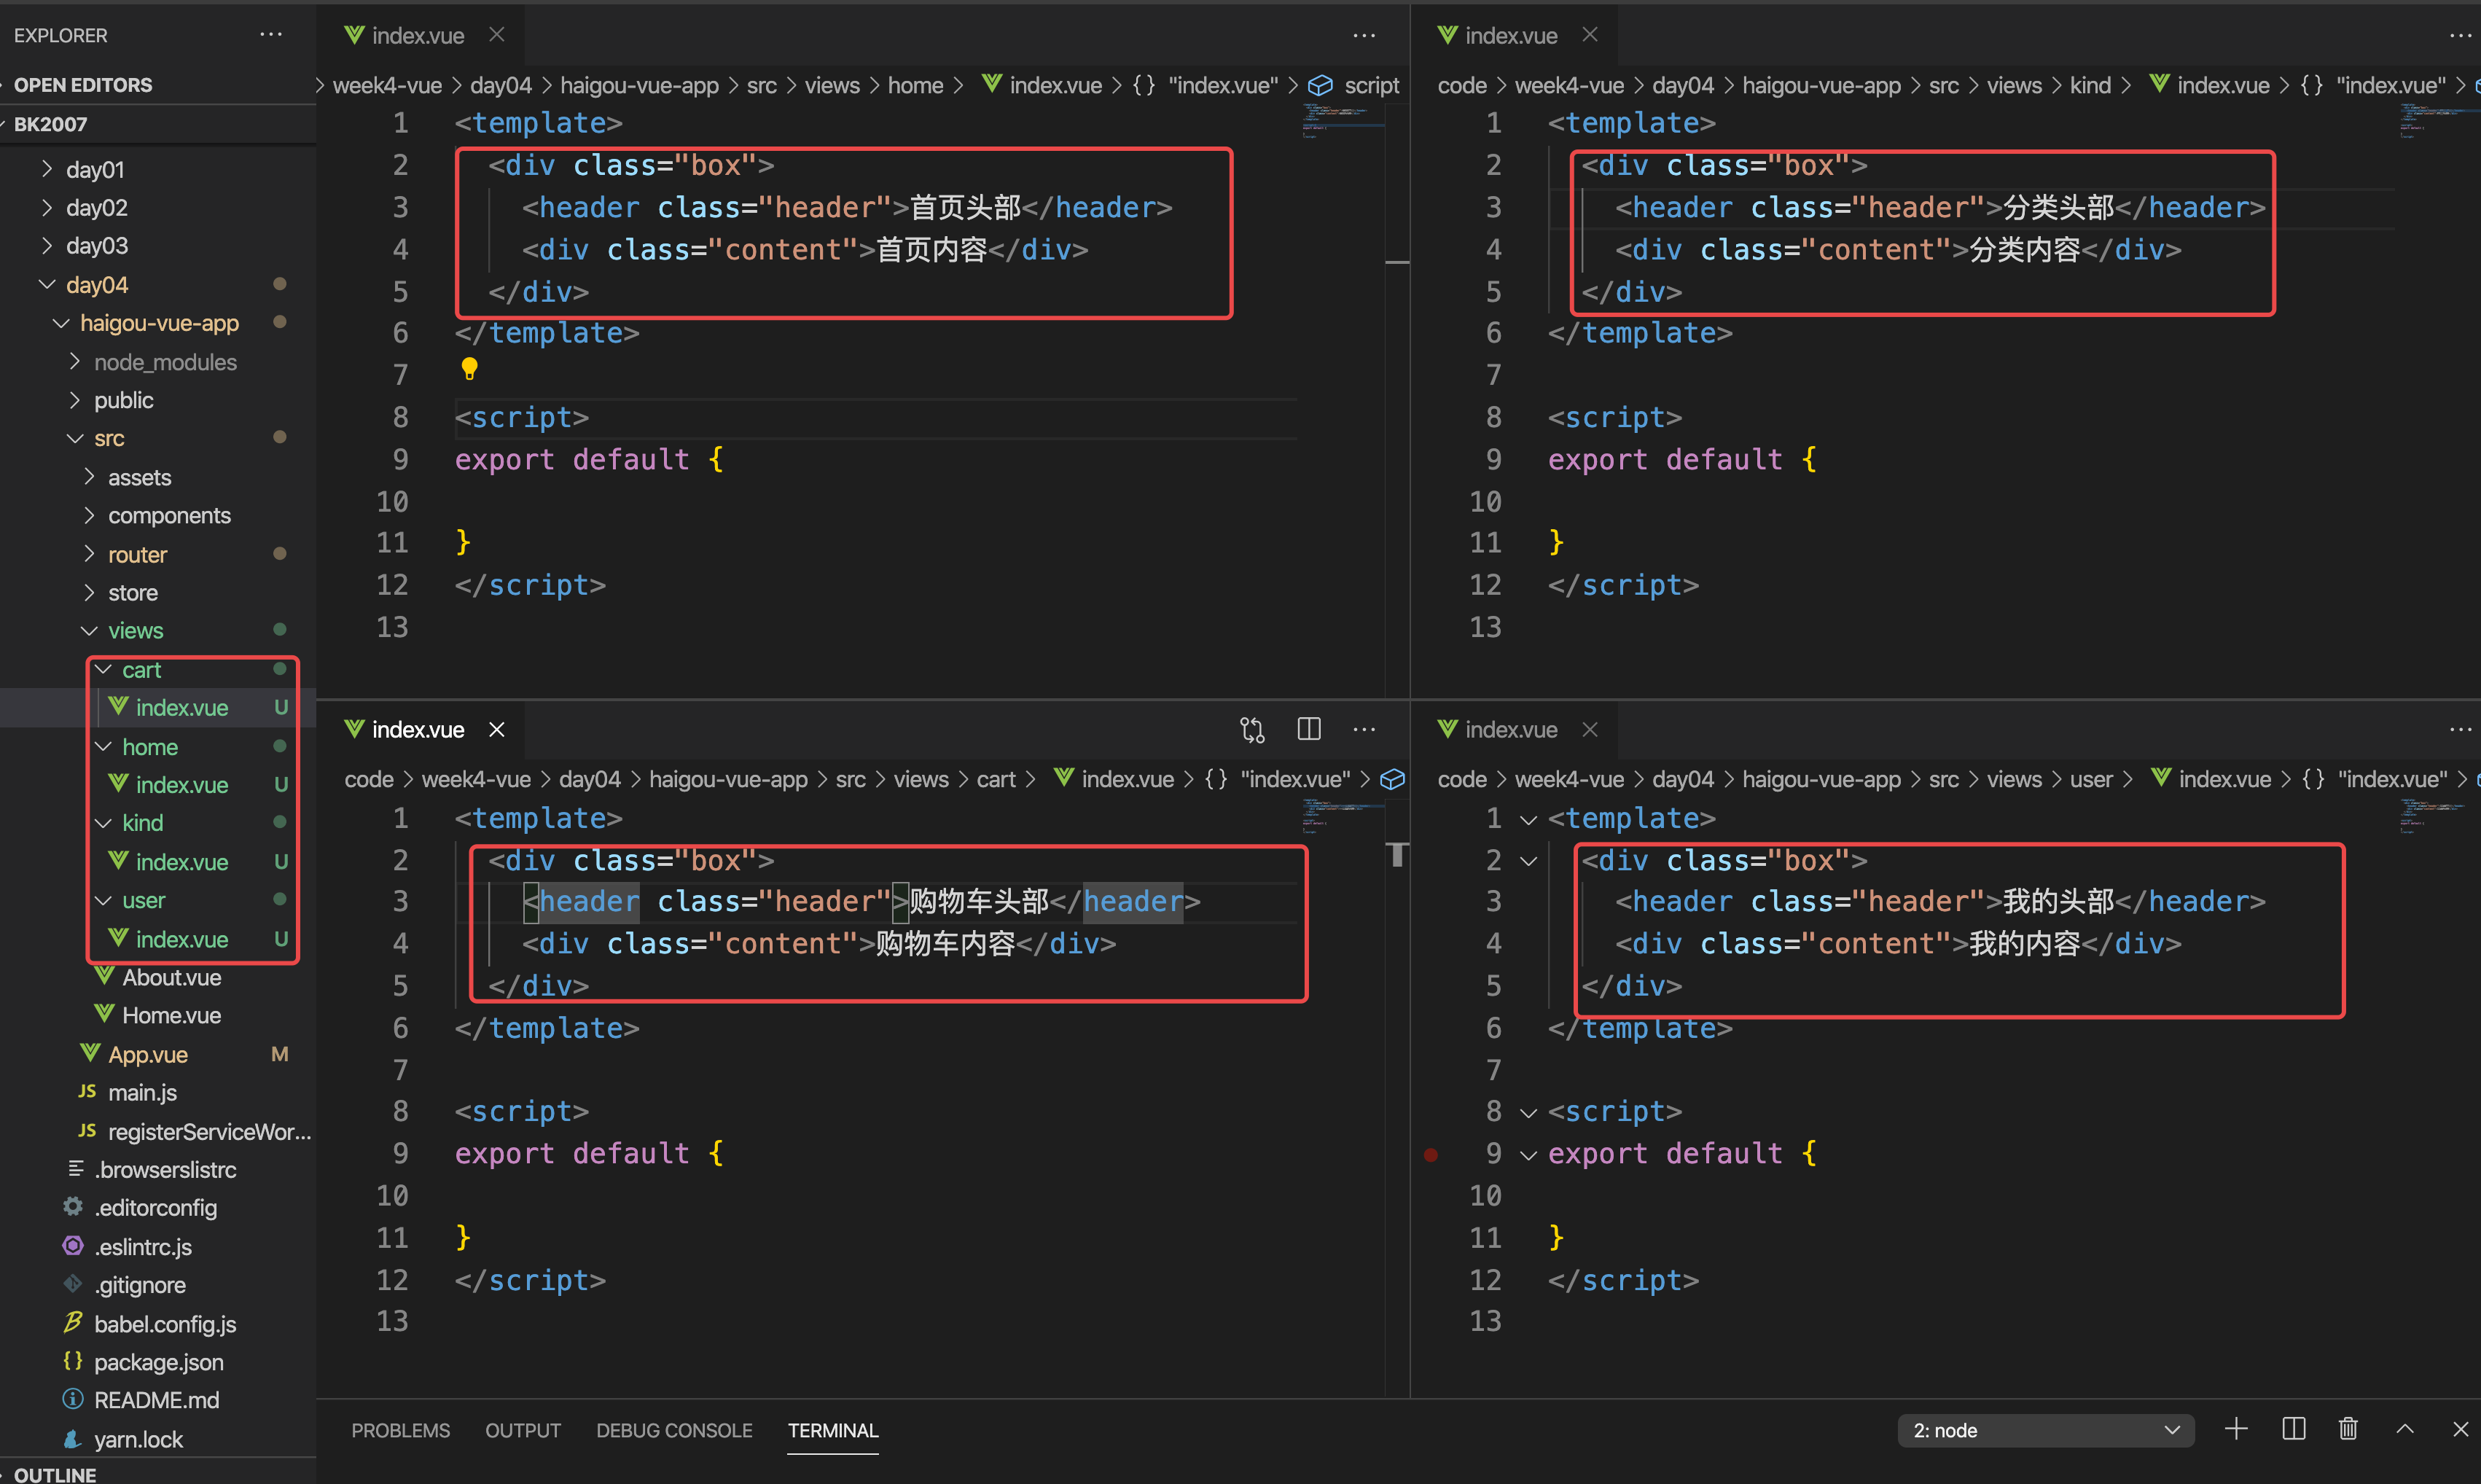 EXPLORER
OPEN EDITORS
BK2007
day01
day02
day03
day04
haigou-vue-app
node_modules
public
src
assets
components
router
store
views
cart
index.vue U
home
index.vue U
kind
index.vue U
user
index.vue U
About.vue
Home.vue
App.vue M
JS main.js
JS registerServiceWor...
.browserslistrc
.editorconfig
.eslintrc.js
.gitignore
babel.config.js
{} package.json
README.md
yarn.lock
OUTLINE
index.vue
week4-vue > day04 > haigou-vue-app > src > views > home > index.vue > {} "index.vue" > script
1 <template>
2 <div class="box">
3 <header class="header">首页头部</header>
4 <div class="content">首页内容</div>
5 </div>
6 </template>
7
8 <script>
9 export default {
10
11 }
12 </script>
13
index.vue
code > week4-vue > day04 > haigou-vue-app > src > views > kind > index.vue > {} "index.vue" >
1 <template>
2 <div class="box">
3 <header class="header">分类头部</header>
4 <div class="content">分类内容</div>
5 </div>
6 </template>
7
8 <script>
9 export default {
10
11 }
12 </script>
13
index.vue
code > week4-vue > day04 > haigou-vue-app > src > views > cart > index.vue > {} "index.vue" >
1 <template>
2 <div class="box">
3 <header class="header">购物车头部</header>
4 <div class="content">购物车内容</div>
5 </div>
6 </template>
7
8 <script>
9 export default {
10
11 }
12 </script>
13
index.vue
code > week4-vue > day04 > haigou-vue-app > src > views > user > index.vue > {} "index.vue" >
1 <template>
2 <div class="box">
3 <header class="header">我的头部</header>
4 <div class="content">我的内容</div>
5 </div>
6 </template>
7
8 <script>
9 export default {
10
11 }
12 </script>
13
PROBLEMS OUTPUT DEBUG CONSOLE TERMINAL
2: node